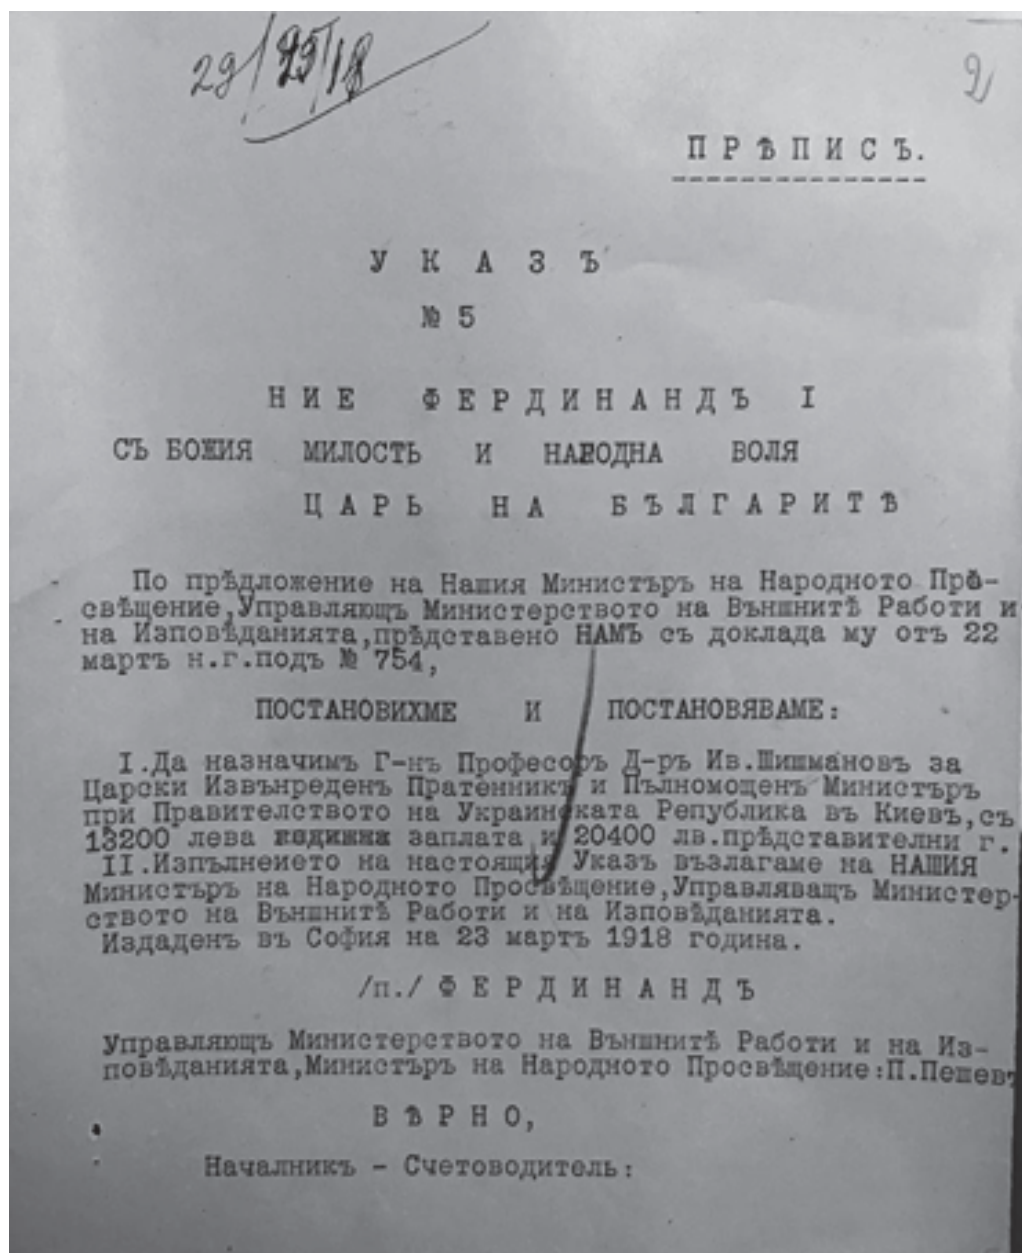 29/95/18
2
ПРѢПИСЪ.
УКАЗЪ
№ 5
НИЕ ФЕРДИНАНДЪ I
СЪ БОЖИЯ МИЛОСТЬ И НАРОДНА ВОЛЯ
ЦАРЬ НА БЪЛГАРИТѢ
По прѣдложение на Нашия Министъръ на Народното Про-
свѣщение,Управляющъ Министерството на Външнитѣ Работи и
на Изповѣданията,прѣдставено НАМЪ съ доклада му отъ 22
мартъ н.г.подъ № 754,
ПОСТАНОВИХМЕ И ПОСТАНОВЯВАМЕ:
I.Да назначимъ Г-нъ Професоръ Д-ръ Ив.Шишмановъ за
Царски Извънреденъ Пратенникъ и Пълномощенъ Министъръ
при Правителството на Украинската Република въ Киевъ,съ
13200 лева заплата и 20400 лв.прѣдставителни г.
II.Изпълнеието на настоящия Указъ възлагаме на НАШИЯ
Министъръ на Народното Просвѣщение,Управляващъ Министер-
ството на Външнитѣ Работи и на Изповѣданията.
Издаденъ въ София на 23 мартъ 1918 година.
/п./ ФЕРДИНАНДЪ
Управляющъ Министерството на Външнитѣ Работи и на Из-
повѣданията,Министъръ на Народното Просвѣщение:П.Пешевъ
ВѢРНО,
Началникъ - Счетоводитель: